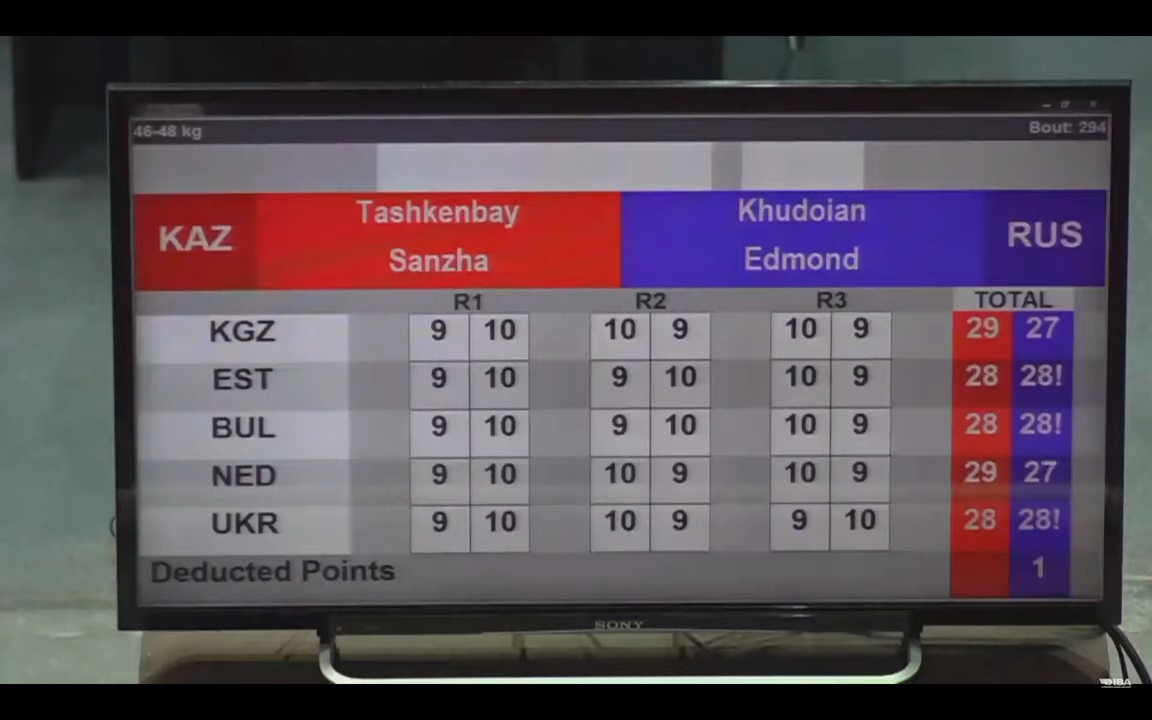 46-48 kg Bout: 294
KAZ Tashkenbay Sanzha Khudoian Edmond RUS
R1 R2 R3 TOTAL
KGZ 9 10 10 9 10 9 29 27
EST 9 10 9 10 10 9 28 28!
BUL 9 10 9 10 10 9 28 28!
NED 9 10 10 9 10 9 29 27
UKR 9 10 10 9 9 10 28 28!
Deducted Points 1
SONY
IBA